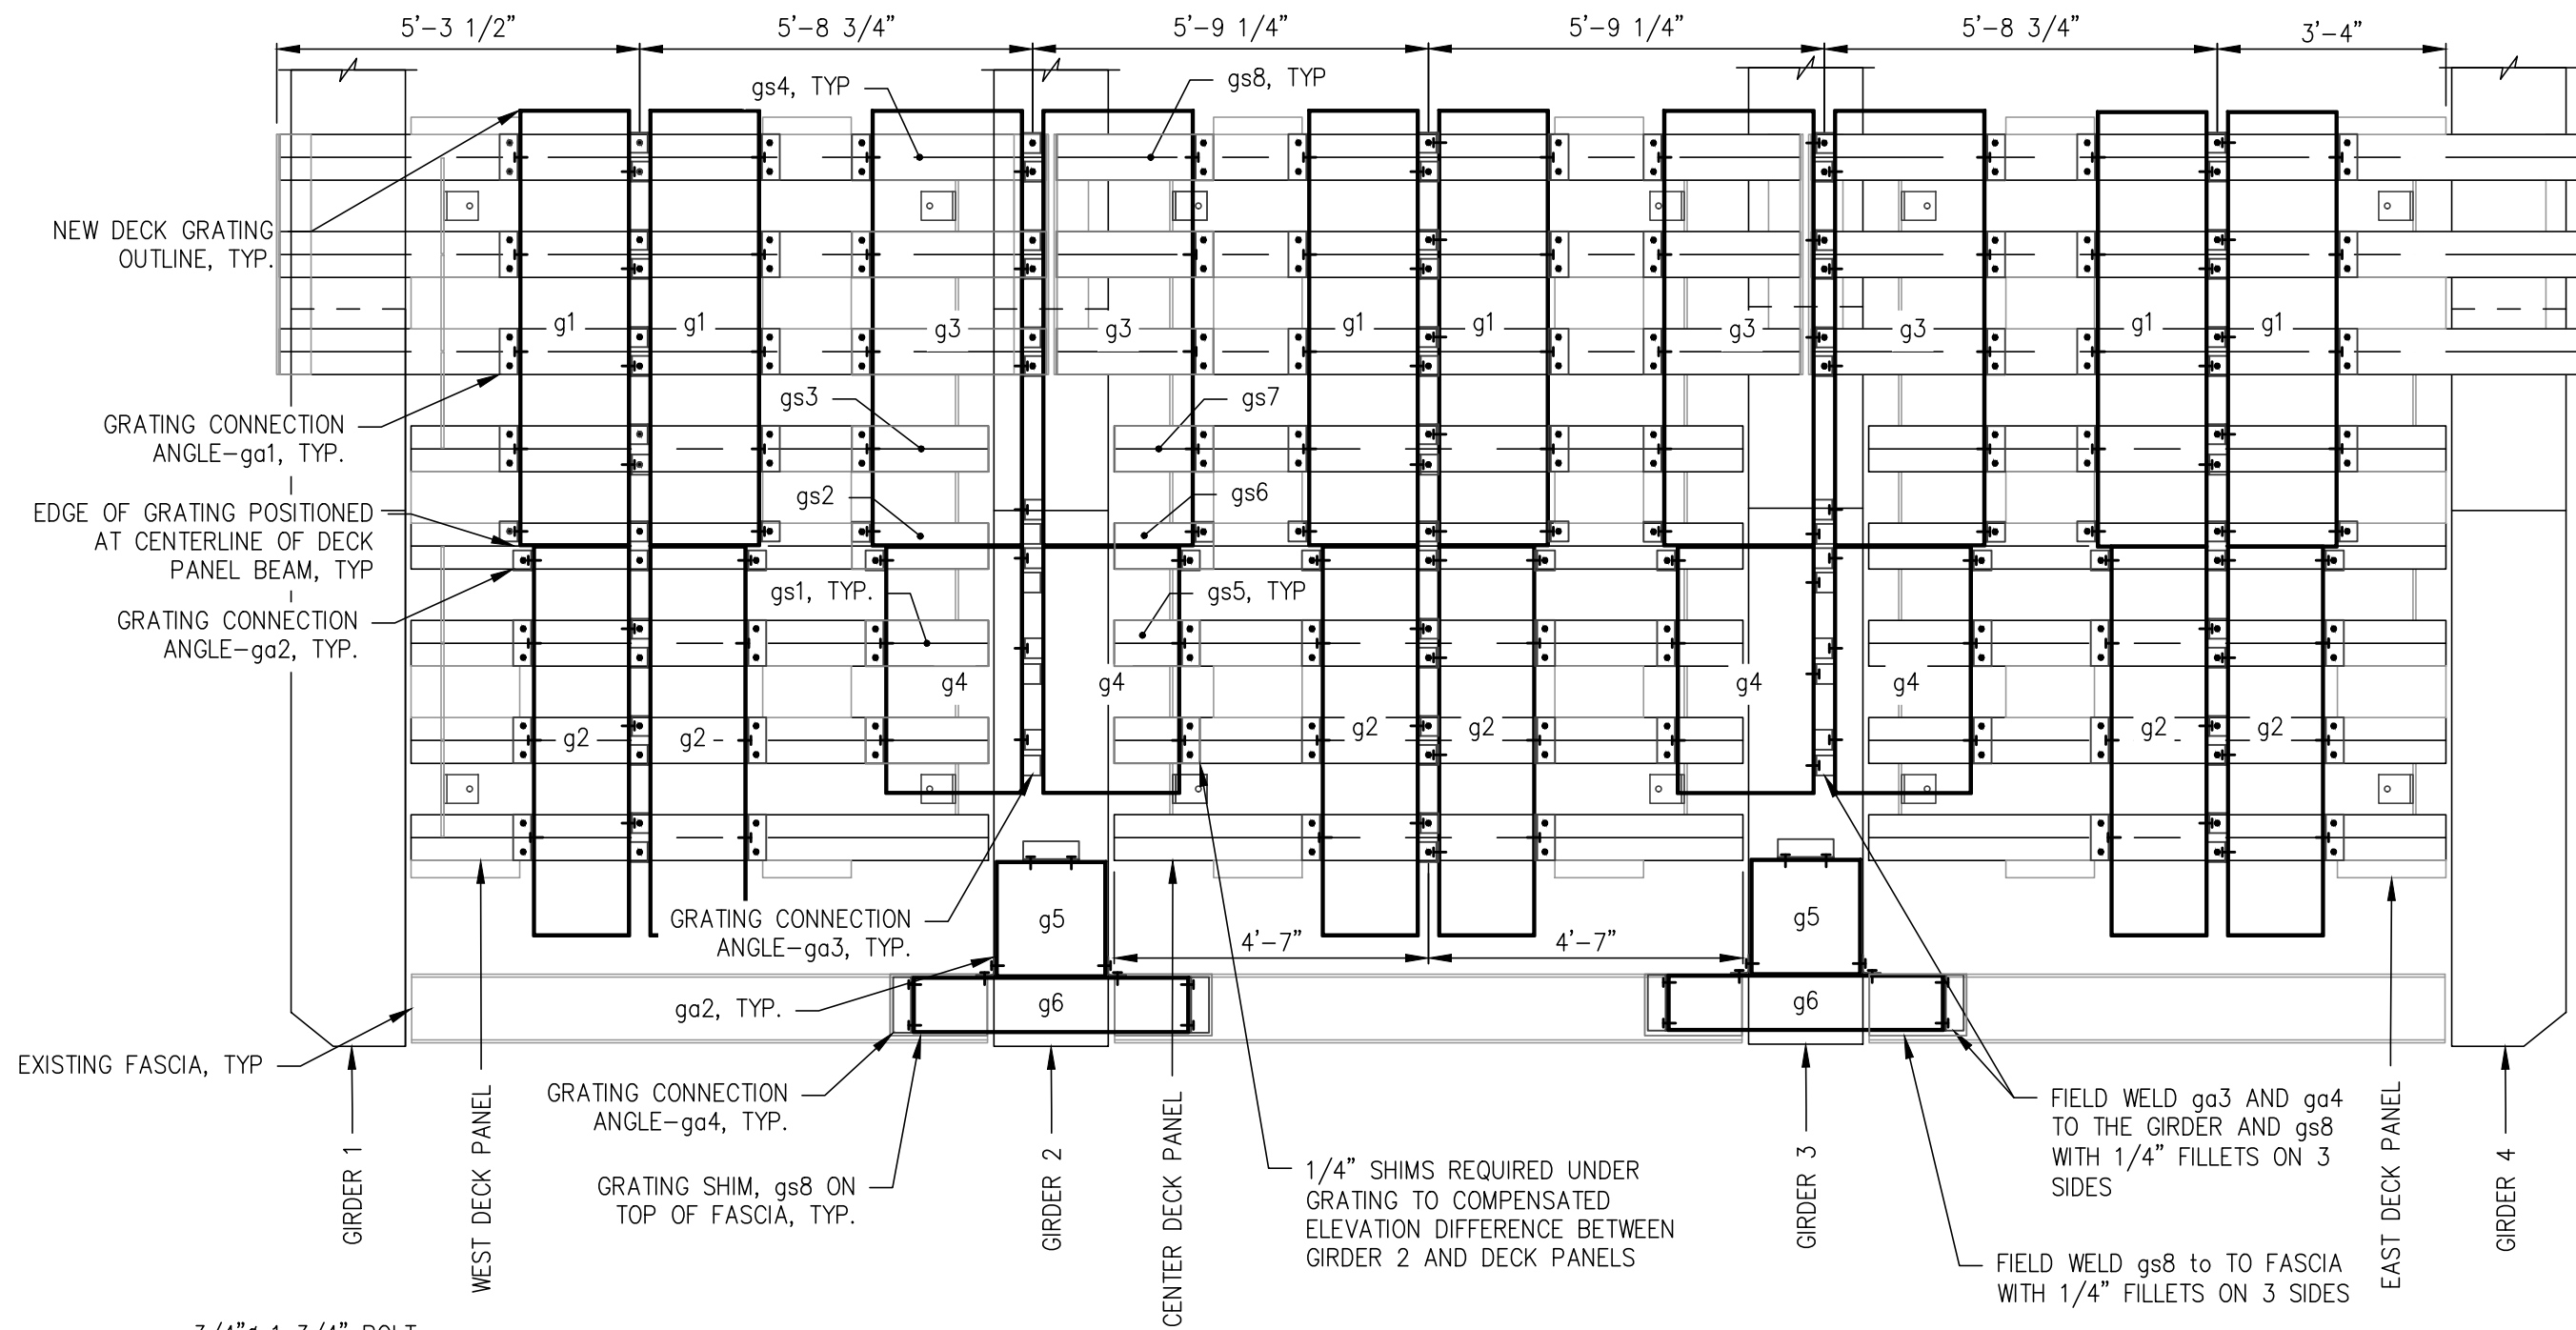 5'-3 1/2"
5'-8 3/4"
5'-9 1/4"
5'-9 1/4"
5'-8 3/4"
3'-4"
gs4, TYP
gs8, TYP
NEW DECK GRATING
OUTLINE, TYP.
g1
g1
g3
g3
g1
g1
g3
g3
g1
g1
gs3
gs7
GRATING CONNECTION
ANGLE-ga1, TYP.
gs2
gs6
EDGE OF GRATING POSITIONED
AT CENTERLINE OF DECK
PANEL BEAM, TYP
gs1, TYP.
gs5, TYP
GRATING CONNECTION
ANGLE-ga2, TYP.
g4
g4
g4
g4
g2
g2
g2
g2
g2
g2
GRATING CONNECTION
ANGLE-ga3, TYP.
g5
g5
4'-7"
4'-7"
ga2, TYP.
g6
g6
EXISTING FASCIA, TYP
GRATING CONNECTION
ANGLE-ga4, TYP.
GRATING SHIM, gs8 ON
TOP OF FASCIA, TYP.
GIRDER 1
WEST DECK PANEL
GIRDER 2
CENTER DECK PANEL
1/4" SHIMS REQUIRED UNDER
GRATING TO COMPENSATED
ELEVATION DIFFERENCE BETWEEN
GIRDER 2 AND DECK PANELS
GIRDER 3
FIELD WELD ga3 AND ga4
TO THE GIRDER AND gs8
WITH 1/4" FILLETS ON 3
SIDES
FIELD WELD gs8 to TO FASCIA
WITH 1/4" FILLETS ON 3 SIDES
EAST DECK PANEL
GIRDER 4